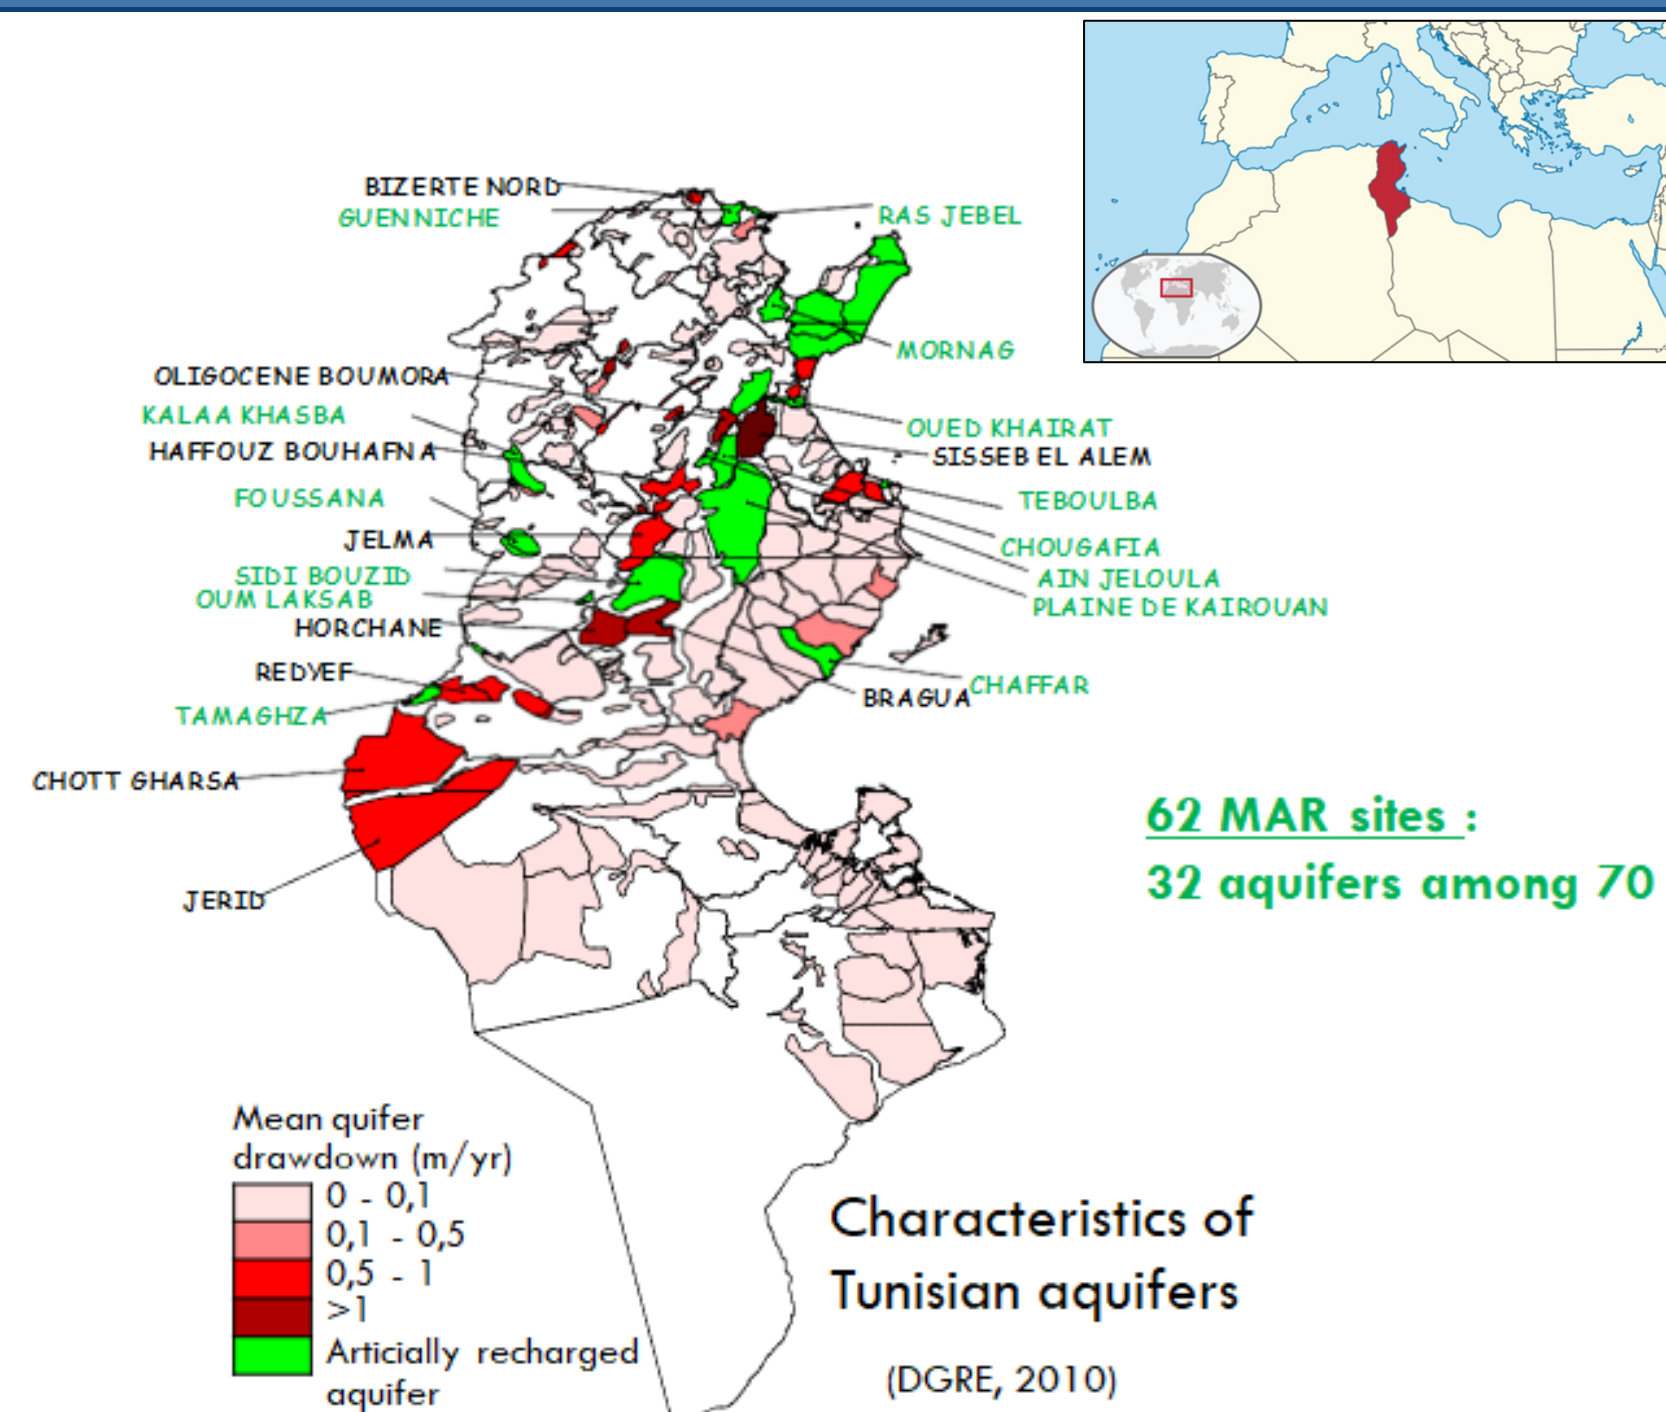 BIZERTE NORD
GUENNICHE
RAS JEBEL
MORNAG
OLIGOCENE BOUMORA
KALAA KHASBA
OUED KHAIRAT
HAFFOUZ BOUHAFNA
SISSEB EL ALEM
FOUSSANA
TEBOULBA
JELMA
CHOUGAFIA
SIDI BOUZID
AIN JELOULA
OUM LAKSAB
PLAINE DE KAIROUAN
HORCHANE
REDYEF
CHAFFAR
BRAGUA
TAMAGHZA
CHOTT GHARSA
62 MAR sites :
32 aquifers among 70
JERID
Mean quifer
drawdown (m/yr)
0 - 0,1
0,1 - 0,5
0,5 - 1
>1
Articially recharged
aquifer
Characteristics of
Tunisian aquifers
(DGRE, 2010)